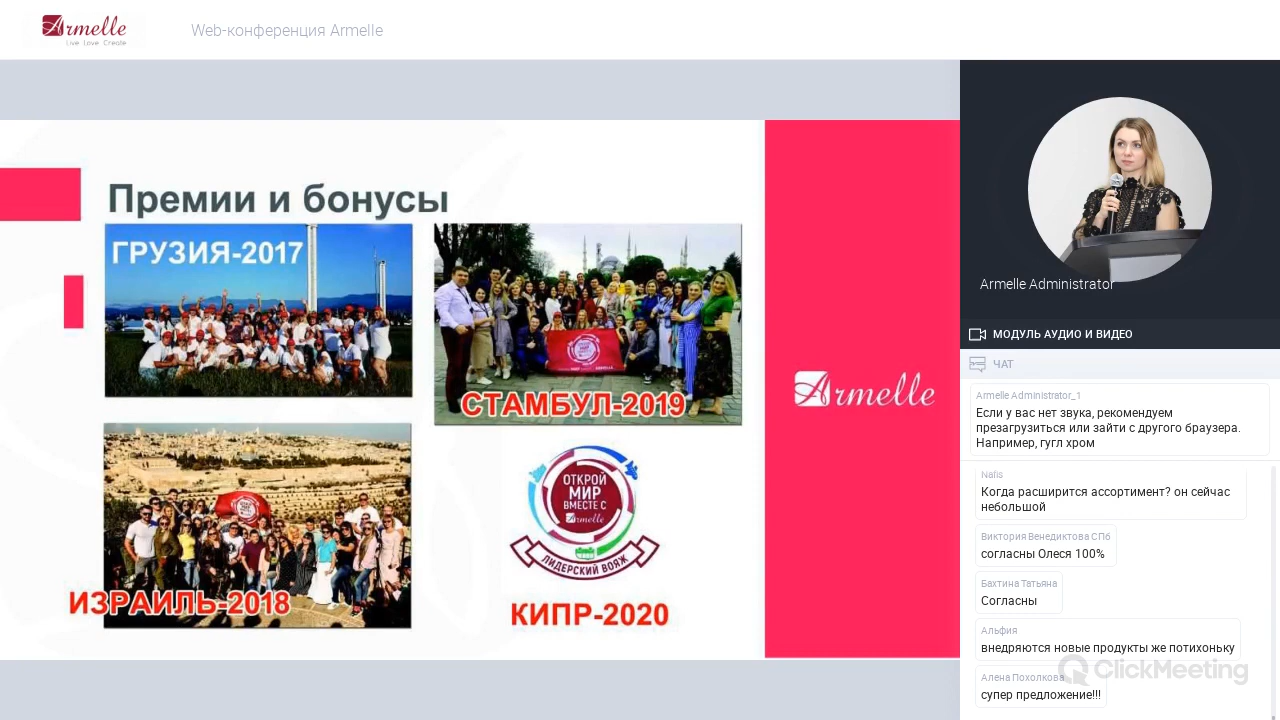 Armelle
Live Love Create
Web-конференция Armelle
Премии и бонусы
ГРУЗИЯ-2017
СТАМБУЛ-2019
ИЗРАИЛЬ-2018
ОТКРОЙ
МИР
ВМЕСТЕ С
Armelle
ЛИДЕРСКИЙ ВОЯЖ
КИПР-2020
Armelle
Armelle Administrator
МОДУЛЬ АУДИО И ВИДЕО
ЧАТ
Armelle Administrator_1
Если у вас нет звука, рекомендуем
презагрузиться или зайти с другого браузера.
Например, гугл хром
Nafis
Когда расширится ассортимент? он сейчас
небольшой
Виктория Венедиктова СПб
согласны Олеся 100%
Бахтина Татьяна
Согласны
Альфия
внедряются новые продукты же потихоньку
ClickMeeting
Алена Похолкова
супер предложение!!!